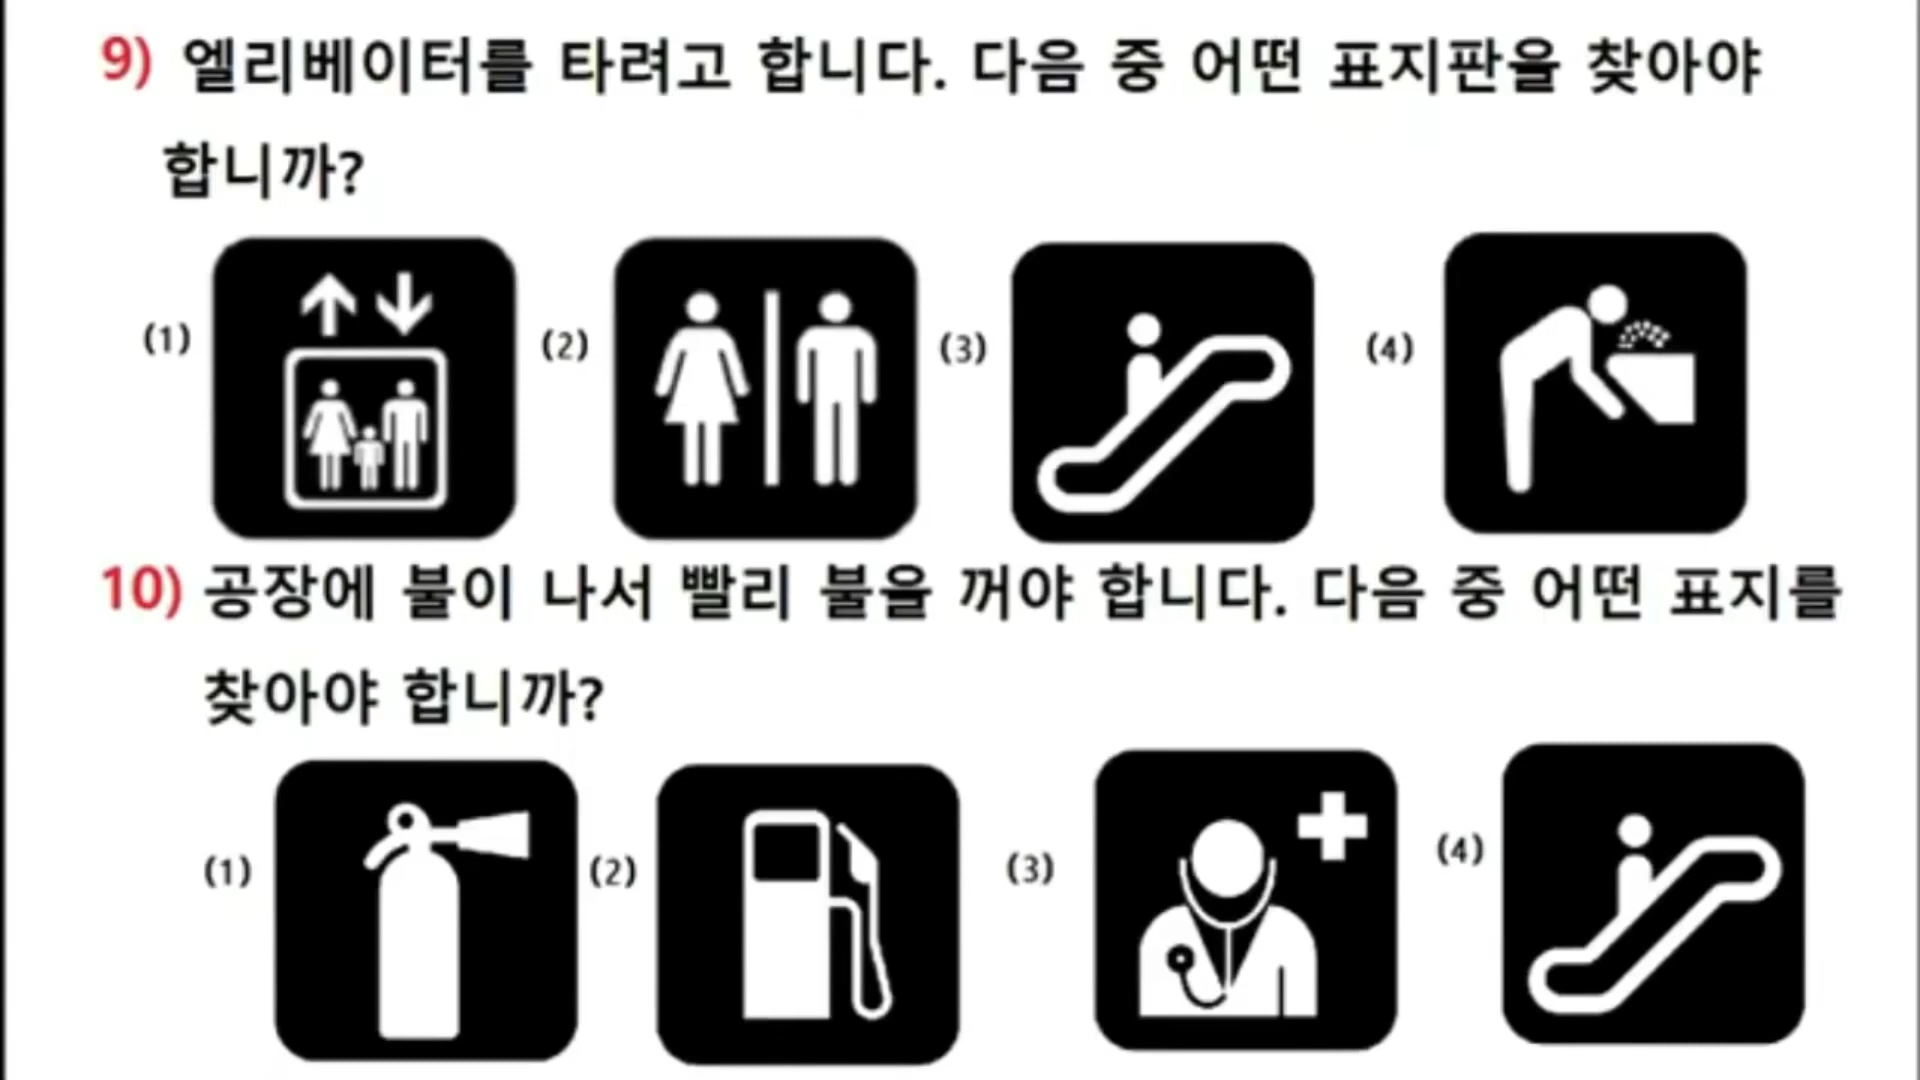 9) 엘리베이터를 타려고 합니다. 다음 중 어떤 표지판을 찾아야
합니까?
(1) (2) (3) (4)
10) 공장에 불이 나서 빨리 불을 꺼야 합니다. 다음 중 어떤 표지를
찾아야 합니까?
(1) (2) (3) (4)